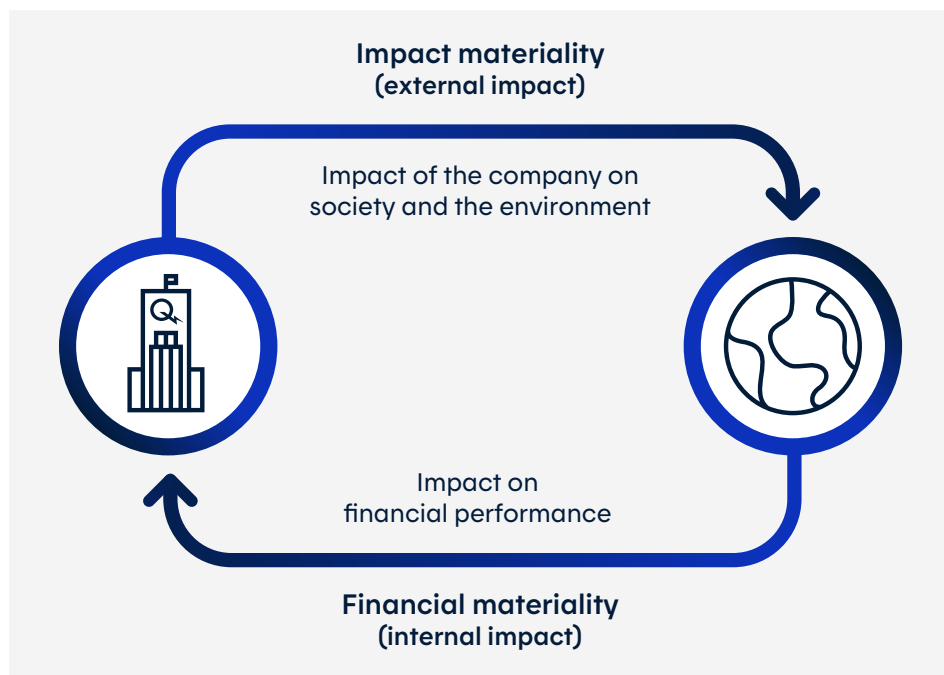 Impact materiality
(external impact)
Impact of the company on
society and the environment
Q
Impact on
financial performance
Financial materiality
(internal impact)